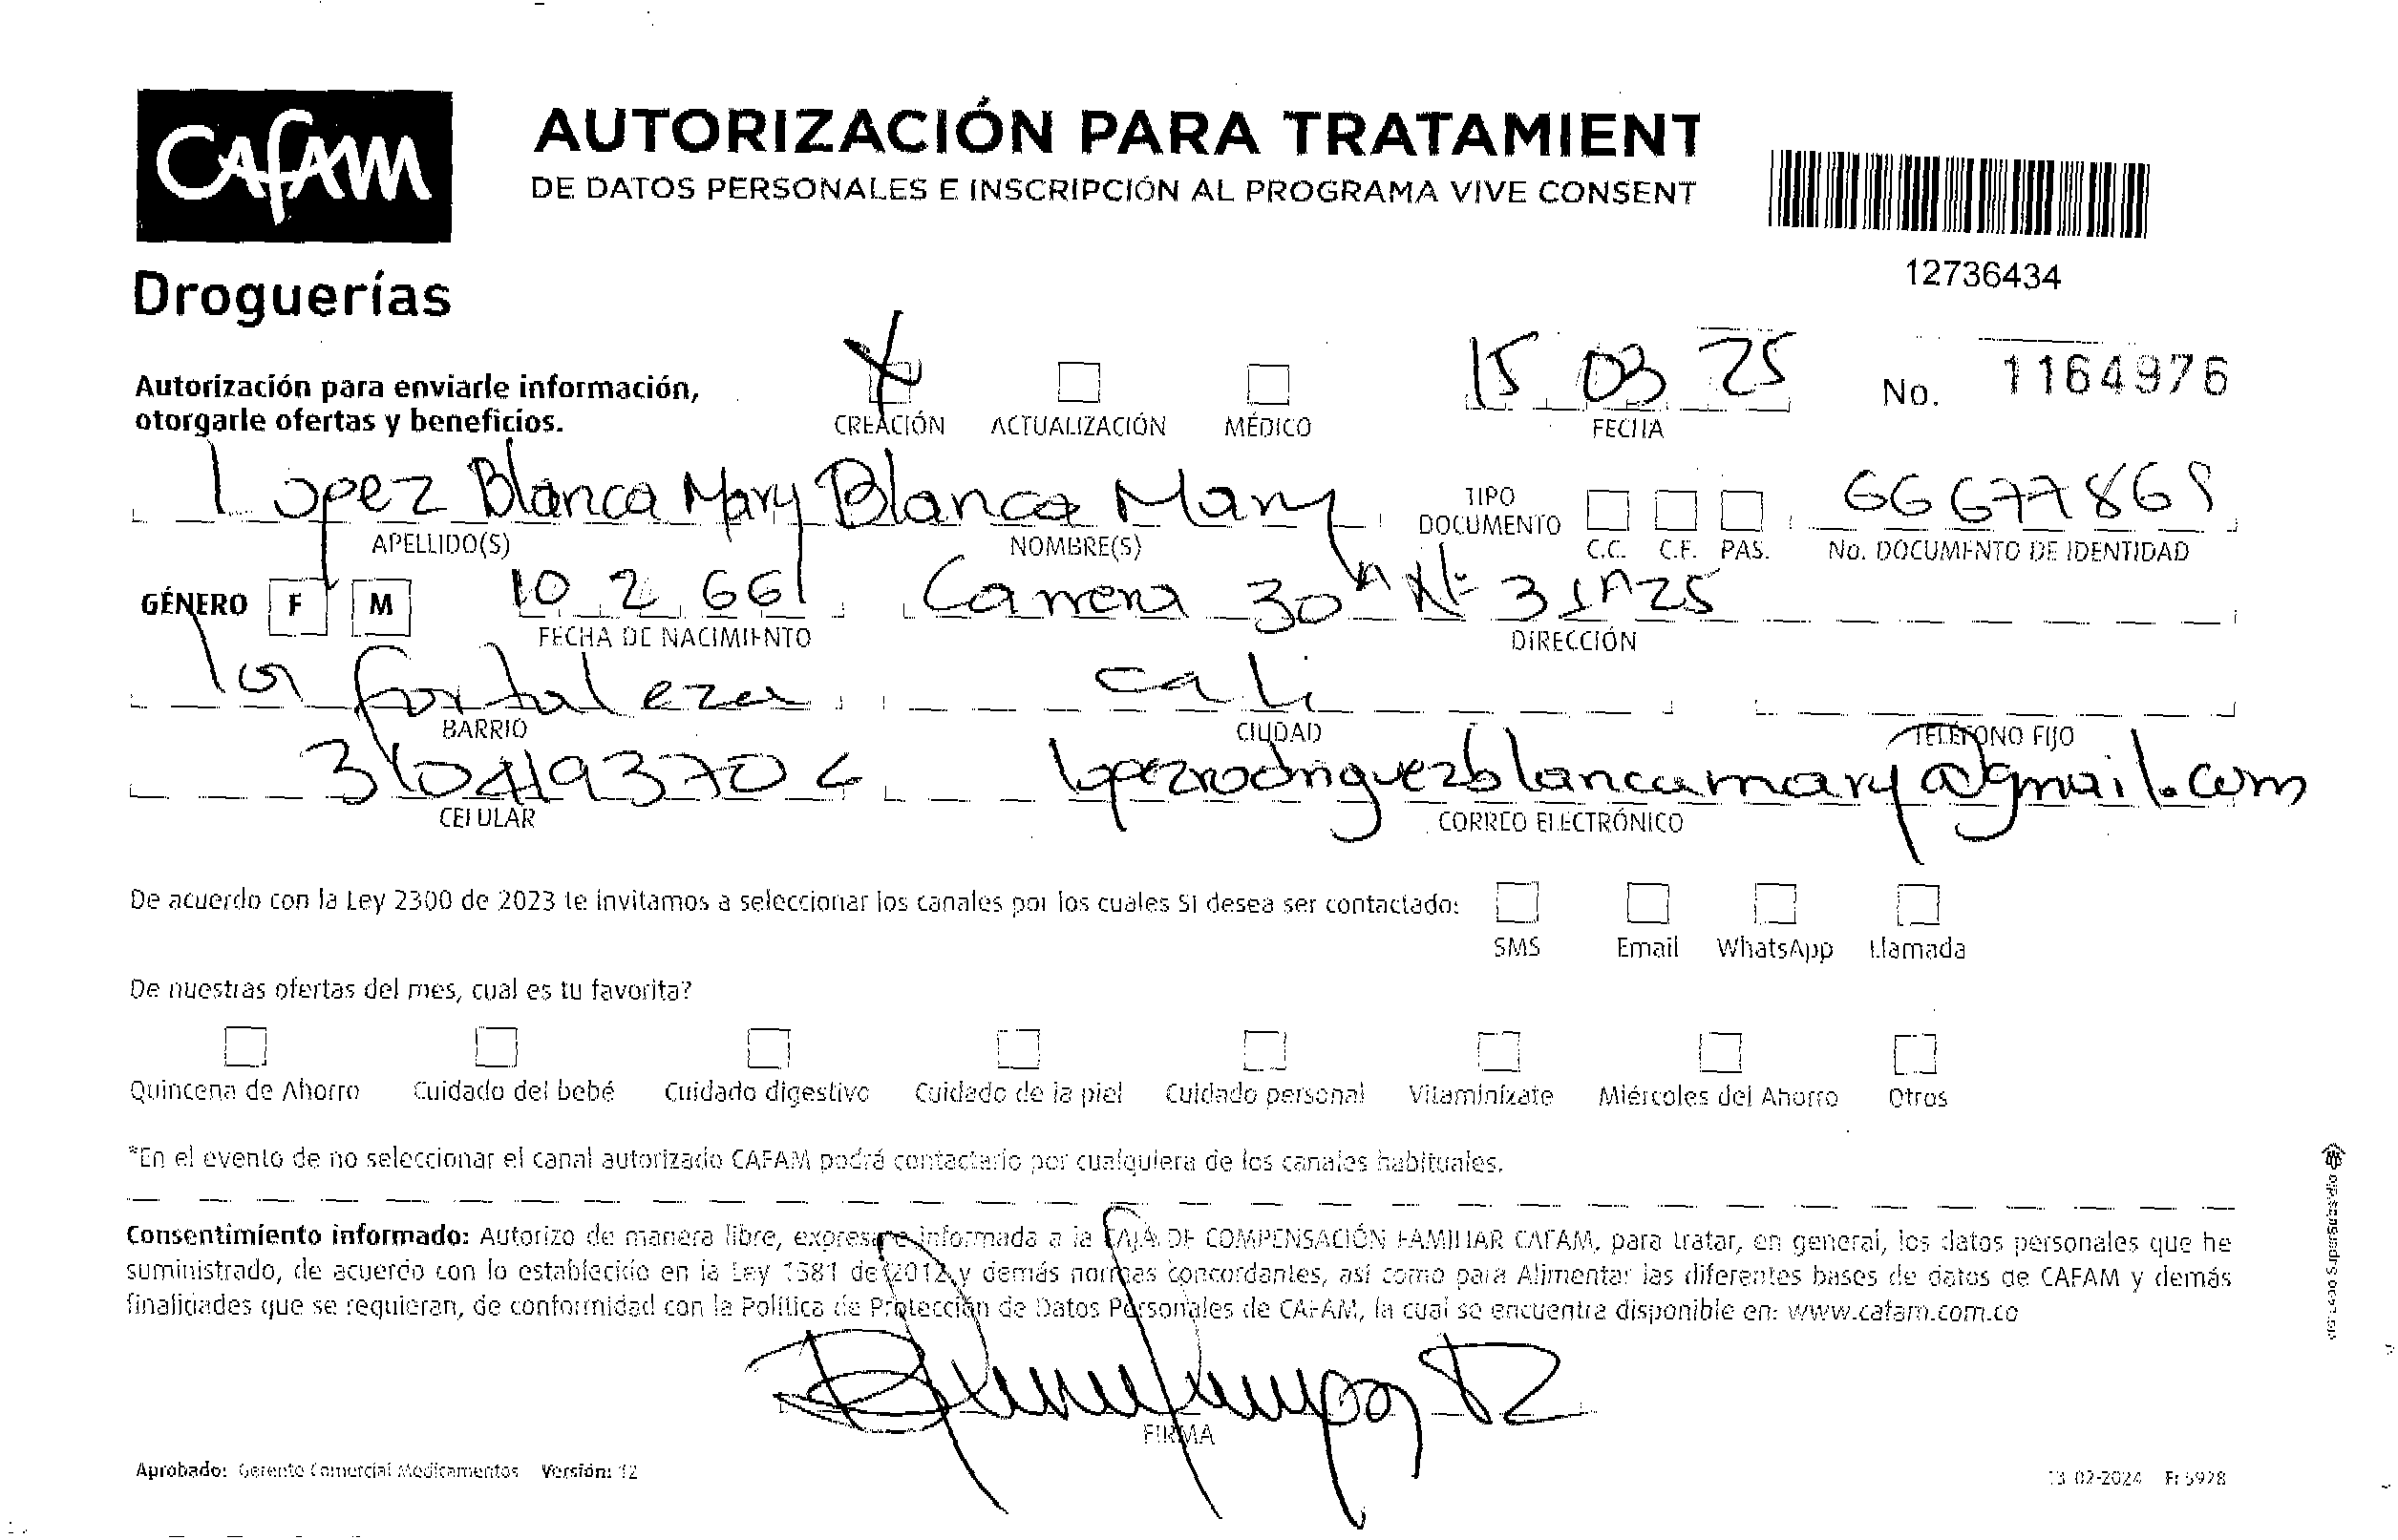 CAFAM
Droguerías
AUTORIZACIÓN PARA TRATAMIENT
DE DATOS PERSONALES E INSCRIPCIÓN AL PROGRAMA VIVE CONSENT
12736434
Autorización para enviarle información,
otorgarle ofertas y beneficios.
CREACIÓN ACTUALIZACIÓN MÉDICO
15 03 25
FECHA
No. 1164976
Lopez Blanca Mary Blanca Mary
APELLIDO(S) NOMBRE(S)
TIPO DOCUMENTO C.C. C.E. PAS.
66677868
No. DOCUMENTO DE IDENTIDAD
GÉNERO F M 10 2 66 Carrera 30A No 31A25
FECHA DE NACIMIENTO DIRECCIÓN
la fortaleza cali
BARRIO CIUDAD TELÉFONO FIJO
3104193704 lopezrodriguezblancamary@gmail.com
CELULAR CORREO ELECTRÓNICO
De acuerdo con la Ley 2300 de 2023 te invitamos a seleccionar los canales por los cuales SI desea ser contactado:
SMS Email WhatsApp Llamada
De nuestras ofertas del mes, cual es tu favorita?
Quincena de Ahorro Cuidado del bebé Cuidado digestivo Cuidado de la piel Cuidado personal Vitaminízate Miércoles del Ahorro Otros
*En el evento de no seleccionar el canal autorizado CAFAM podrá contactarlo por cualquiera de los canales habituales.
Consentimiento informado: Autorizo de manera libre, expresa e informada a la CAJA DE COMPENSACIÓN FAMILIAR CAFAM, para tratar, en general, los datos personales que he
suministrado, de acuerdo con lo establecido en la Ley 1581 de 2012 y demás normas concordantes, así como para Alimentar las diferentes bases de datos de CAFAM y demás
finalidades que se requieran, de conformidad con la Política de Protección de Datos Personales de CAFAM, la cual se encuentra disponible en: www.cafam.com.co
FIRMA
Aprobado: Gerente Comercial Medicamentos Versión: 12
13-02-2024 Fr 5928
VIGILADO Supersubsidio